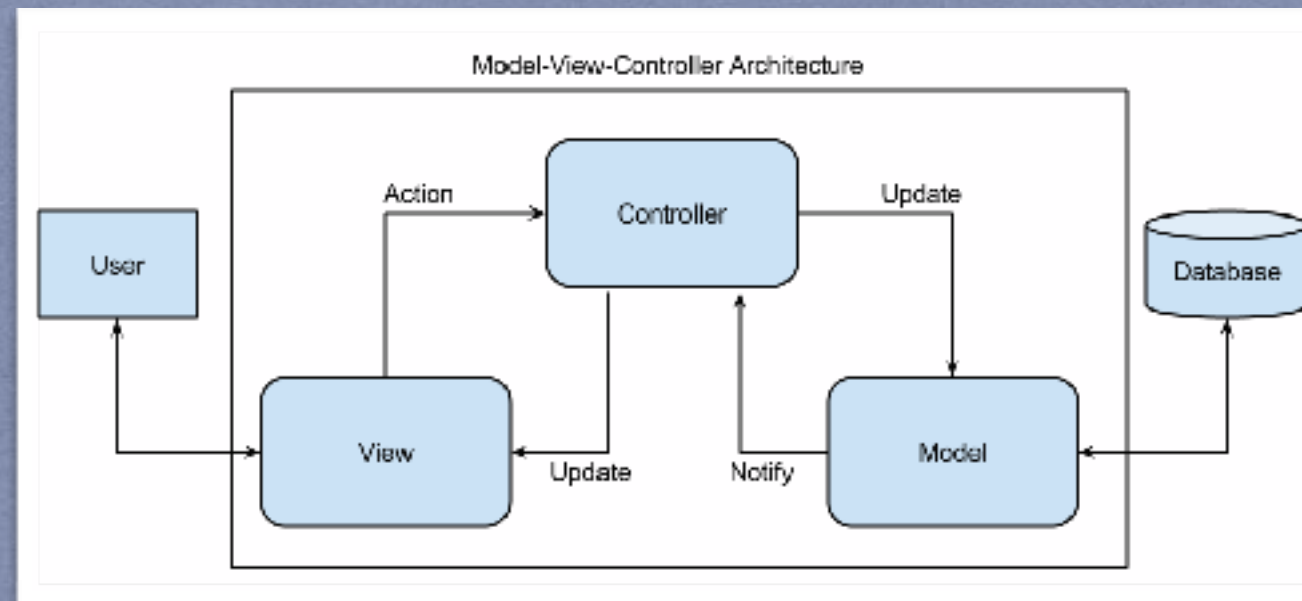 Model-View-Controller Architecture
Action
Update
Controller
User
Database
View
Model
Update
Notify